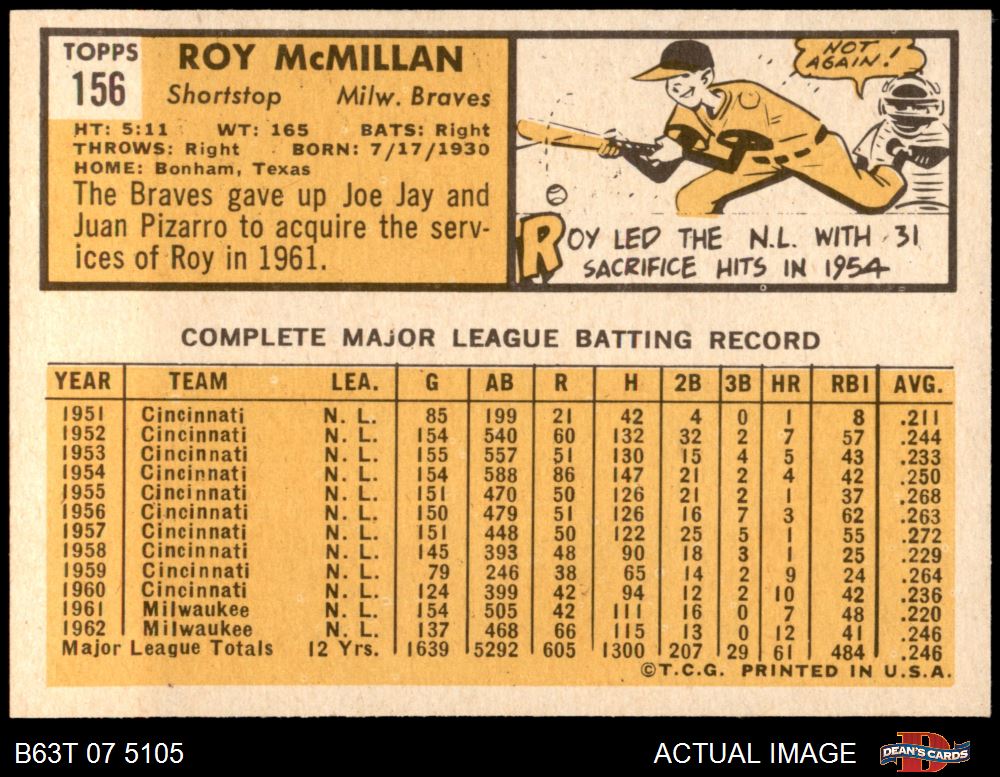 TOPPS
156
ROY McMILLAN
Shortstop Milw. Braves
HT: 5:11 WT: 165 BATS: Right
THROWS: Right BORN: 7/17/1930
HOME: Bonham, Texas
The Braves gave up Joe Jay and
Juan Pizarro to acquire the serv-
ices of Roy in 1961.
NOT
AGAIN!
ROY LED THE N.L. WITH 31
SACRIFICE HITS IN 1954
COMPLETE MAJOR LEAGUE BATTING RECORD
YEAR TEAM LEA. G AB R H 2B 3B HR RBI AVG.
1951 Cincinnati N. L. 85 199 21 42 4 0 1 8 .211
1952 Cincinnati N. L. 154 540 60 132 32 2 7 57 .244
1953 Cincinnati N. L. 155 557 51 130 15 4 5 43 .233
1954 Cincinnati N. L. 154 588 86 147 21 2 4 42 .250
1955 Cincinnati N. L. 151 470 50 126 21 2 1 37 .268
1956 Cincinnati N. L. 150 479 51 126 16 7 3 62 .263
1957 Cincinnati N. L. 151 448 50 122 25 5 1 55 .272
1958 Cincinnati N. L. 145 393 48 90 18 3 1 25 .229
1959 Cincinnati N. L. 79 246 38 65 14 2 9 24 .264
1960 Cincinnati N. L. 124 399 42 94 12 2 10 42 .236
1961 Milwaukee N. L. 154 505 42 111 16 0 7 48 .220
1962 Milwaukee N. L. 137 468 66 115 13 0 12 41 .246
Major League Totals 12 Yrs. 1639 5292 605 1300 207 29 61 484 .246
©T.C.G. PRINTED IN U.S.A.
B63T 07 5105 ACTUAL IMAGE DEAN'S CARDS